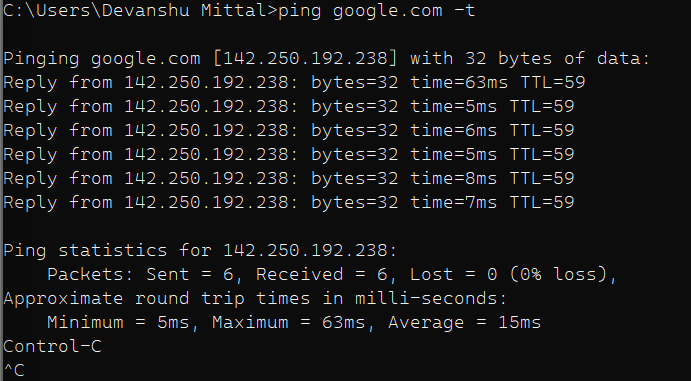 C:\Users\Devanshu Mittal>ping google.com -t
Pinging google.com [142.250.192.238] with 32 bytes of data:
Reply from 142.250.192.238: bytes=32 time=63ms TTL=59
Reply from 142.250.192.238: bytes=32 time=5ms TTL=59
Reply from 142.250.192.238: bytes=32 time=6ms TTL=59
Reply from 142.250.192.238: bytes=32 time=5ms TTL=59
Reply from 142.250.192.238: bytes=32 time=8ms TTL=59
Reply from 142.250.192.238: bytes=32 time=7ms TTL=59
Ping statistics for 142.250.192.238:
    Packets: Sent = 6, Received = 6, Lost = 0 (0% loss),
Approximate round trip times in milli-seconds:
    Minimum = 5ms, Maximum = 63ms, Average = 15ms
Control-C
^C